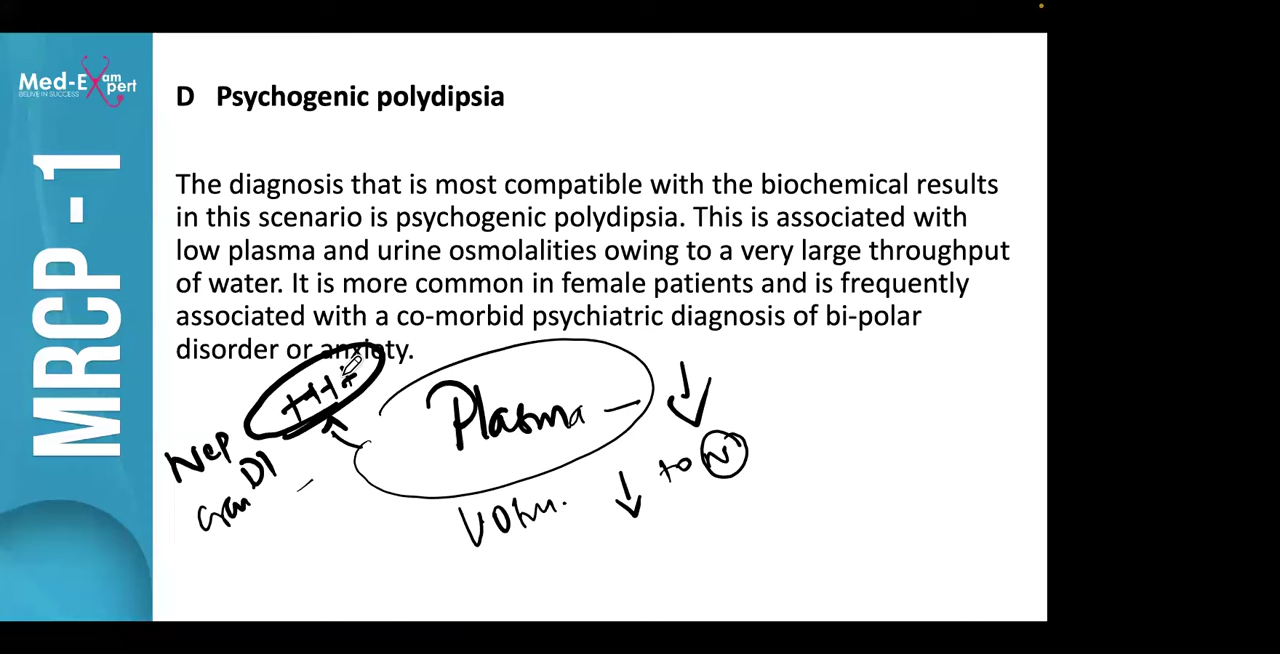 Med-Exam Expert
BELIVE IN SUCCESS
MRCP - 1
D Psychogenic polydipsia
The diagnosis that is most compatible with the biochemical results
in this scenario is psychogenic polydipsia. This is associated with
low plasma and urine osmolalities owing to a very large throughput
of water. It is more common in female patients and is frequently
associated with a co-morbid psychiatric diagnosis of bi-polar
disorder or anxiety.
Plasma - ↓
Nep
DI
to N
↓